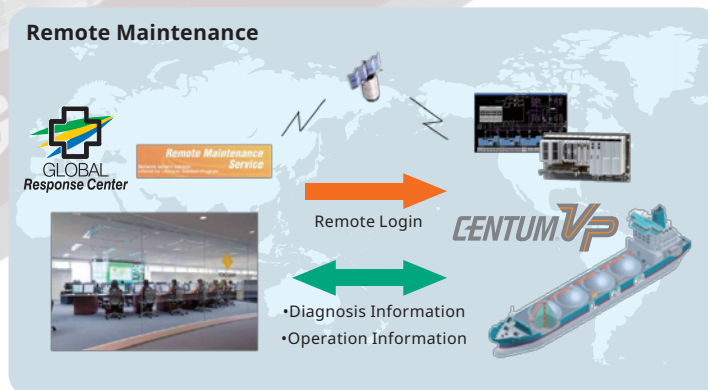 Remote Maintenance
GLOBAL
Response Center
Remote Maintenance
Service
Remote Login
CENTUM VP
•Diagnosis Information
•Operation Information